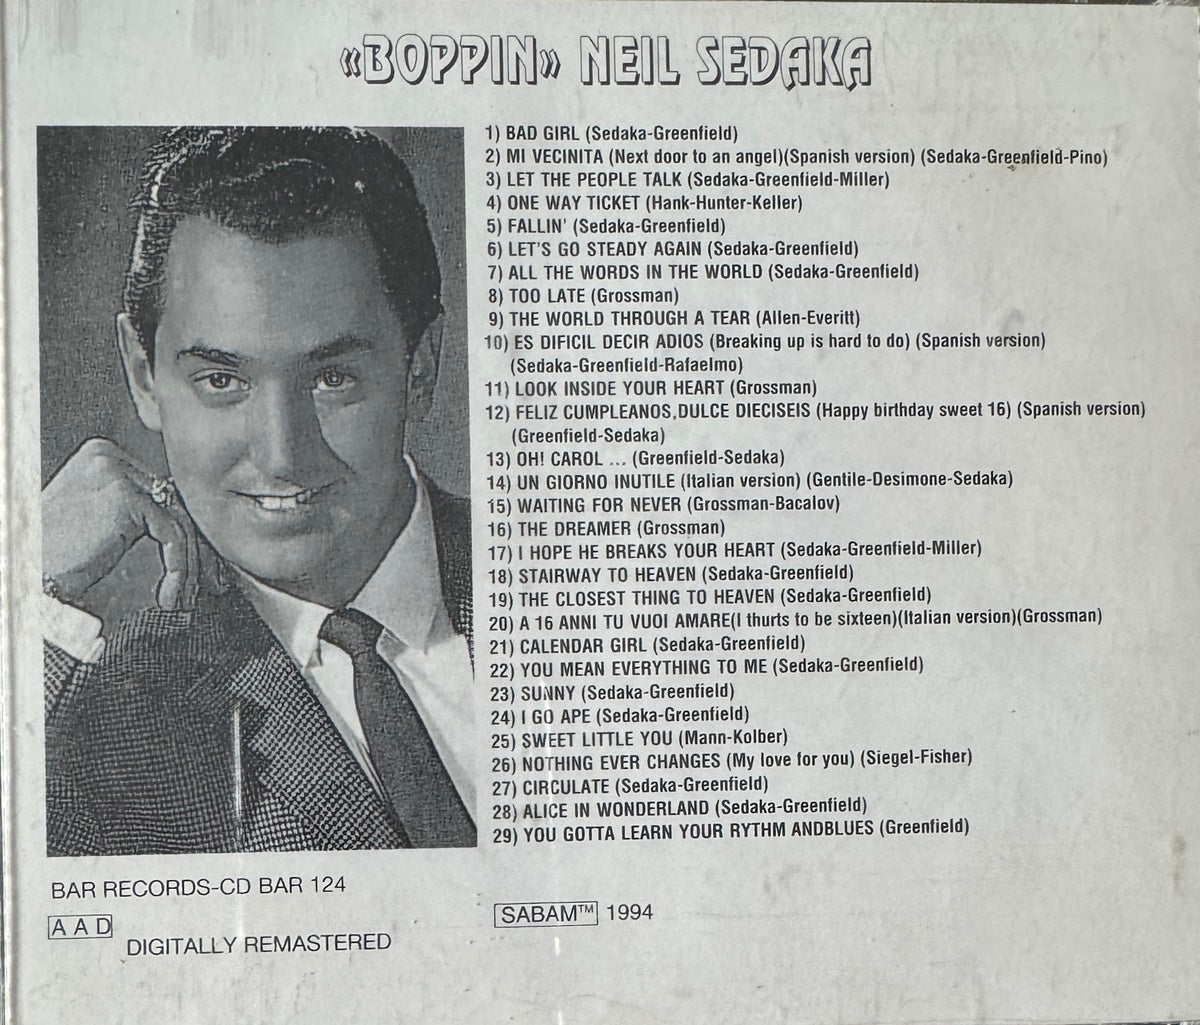 «BOPPIN» NEIL SEDAKA
1) BAD GIRL (Sedaka-Greenfield)
2) MI VECINITA (Next door to an angel)(Spanish version) (Sedaka-Greenfield-Pino)
3) LET THE PEOPLE TALK (Sedaka-Greenfield-Miller)
4) ONE WAY TICKET (Hank-Hunter-Keller)
5) FALLIN' (Sedaka-Greenfield)
6) LET'S GO STEADY AGAIN (Sedaka-Greenfield)
7) ALL THE WORDS IN THE WORLD (Sedaka-Greenfield)
8) TOO LATE (Grossman)
9) THE WORLD THROUGH A TEAR (Allen-Everitt)
10) ES DIFICIL DECIR ADIOS (Breaking up is hard to do) (Spanish version)
(Sedaka-Greenfield-Rafaelmo)
11) LOOK INSIDE YOUR HEART (Grossman)
12) FELIZ CUMPLEANOS,DULCE DIECISEIS (Happy birthday sweet 16) (Spanish version)
(Greenfield-Sedaka)
13) OH! CAROL ... (Greenfield-Sedaka)
14) UN GIORNO INUTILE (Italian version) (Gentile-Desimone-Sedaka)
15) WAITING FOR NEVER (Grossman-Bacalov)
16) THE DREAMER (Grossman)
17) I HOPE HE BREAKS YOUR HEART (Sedaka-Greenfield-Miller)
18) STAIRWAY TO HEAVEN (Sedaka-Greenfield)
19) THE CLOSEST THING TO HEAVEN (Sedaka-Greenfield)
20) A 16 ANNI TU VUOI AMARE(I thurts to be sixteen)(Italian version)(Grossman)
21) CALENDAR GIRL (Sedaka-Greenfield)
22) YOU MEAN EVERYTHING TO ME (Sedaka-Greenfield)
23) SUNNY (Sedaka-Greenfield)
24) I GO APE (Sedaka-Greenfield)
25) SWEET LITTLE YOU (Mann-Kolber)
26) NOTHING EVER CHANGES (My love for you) (Siegel-Fisher)
27) CIRCULATE (Sedaka-Greenfield)
28) ALICE IN WONDERLAND (Sedaka-Greenfield)
29) YOU GOTTA LEARN YOUR RYTHM ANDBLUES (Greenfield)
BAR RECORDS-CD BAR 124
A A D
DIGITALLY REMASTERED
SABAM™ 1994